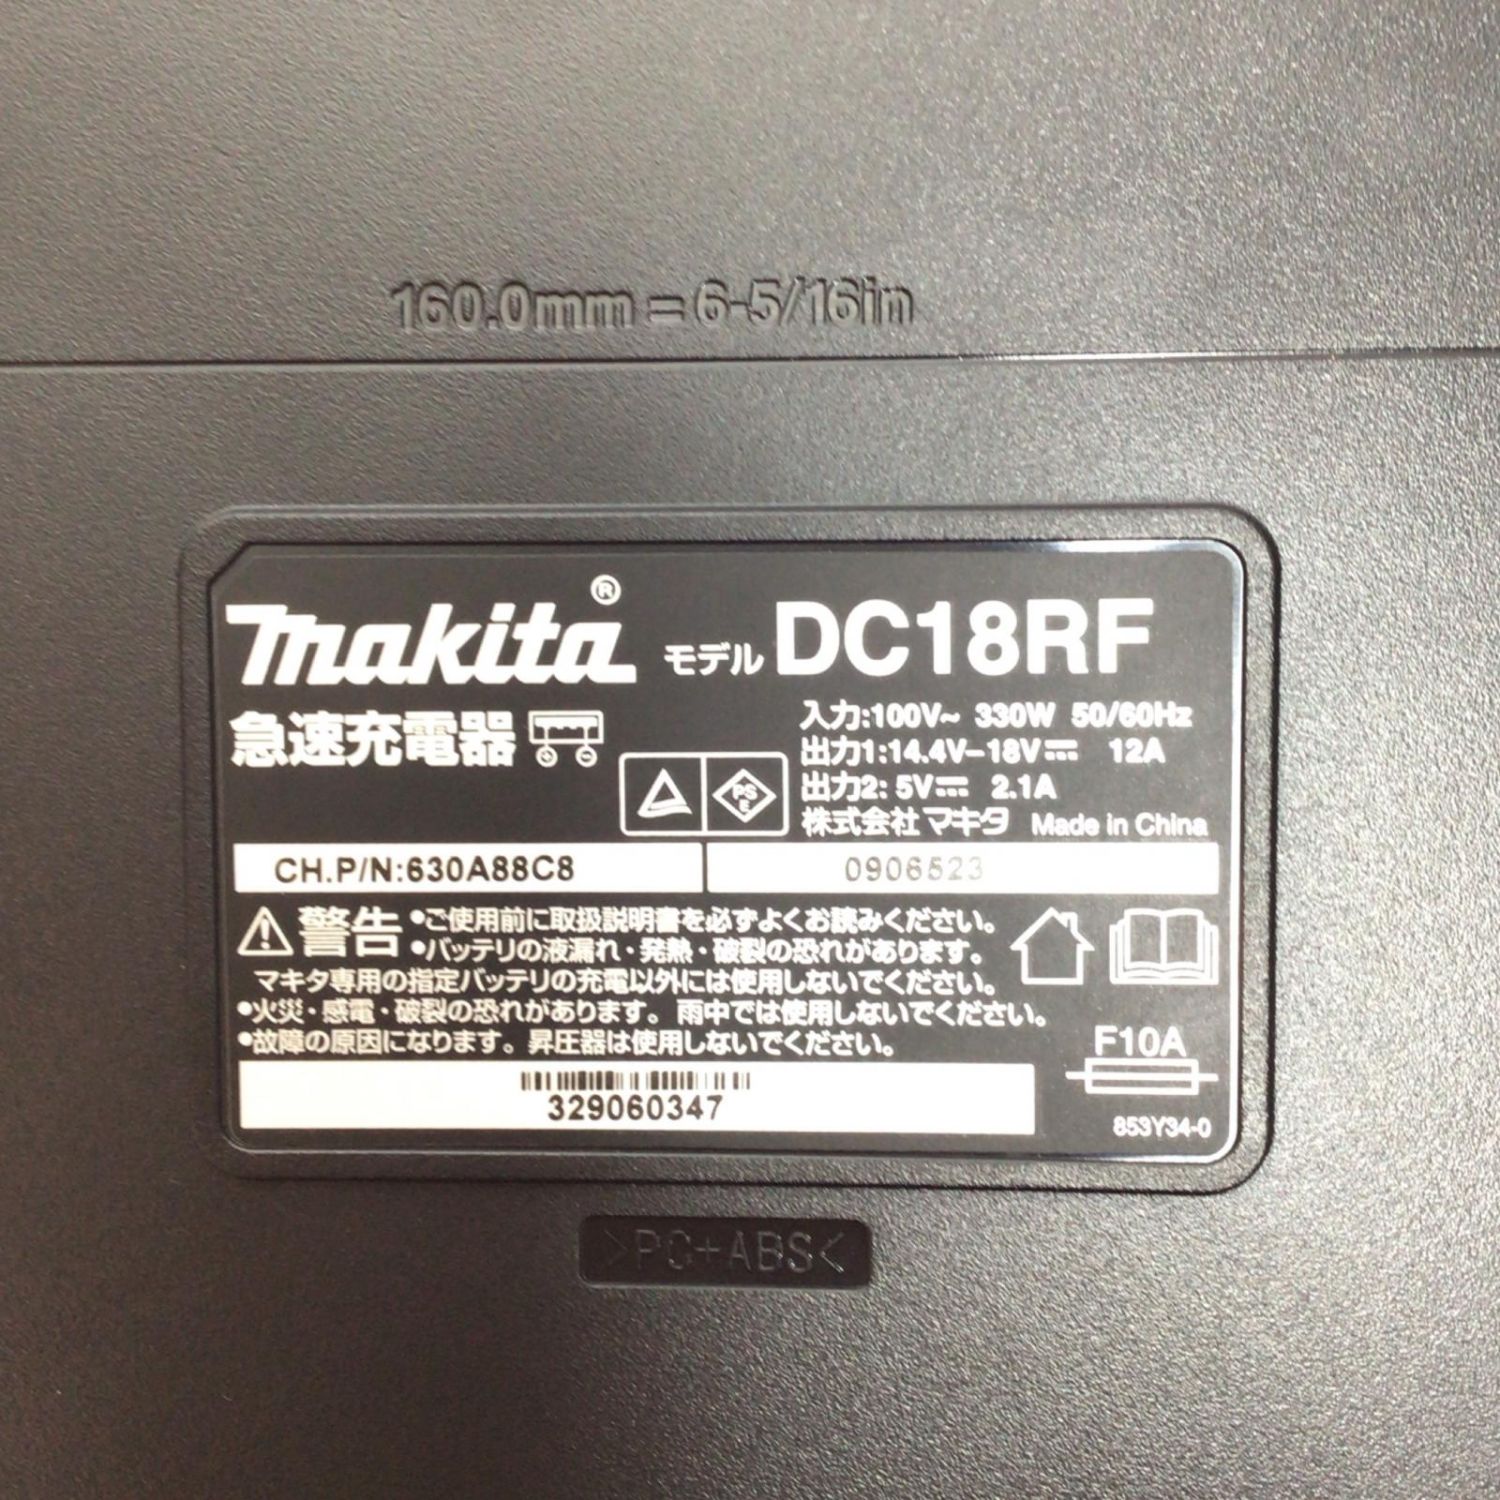 160.0mm = 6-5/16in
makita® モデル DC18RF
急速充電器
入力:100V~ 330W 50/60Hz
出力1:14.4V-18V⎓ 12A
出力2: 5V⎓ 2.1A
PS
E
株式会社マキタ Made in China
CH.P/N:630A88C8 0906523
警告 •ご使用前に取扱説明書を必ずよくお読みください。
•バッテリの液漏れ・発熱・破裂の恐れがあります。
マキタ専用の指定バッテリの充電以外には使用しないでください。
•火災・感電・破裂の恐れがあります。雨中では使用しないでください。
•故障の原因になります。昇圧器は使用しないでください。
F10A
329060347
853Y34-0
>PC+ABS<